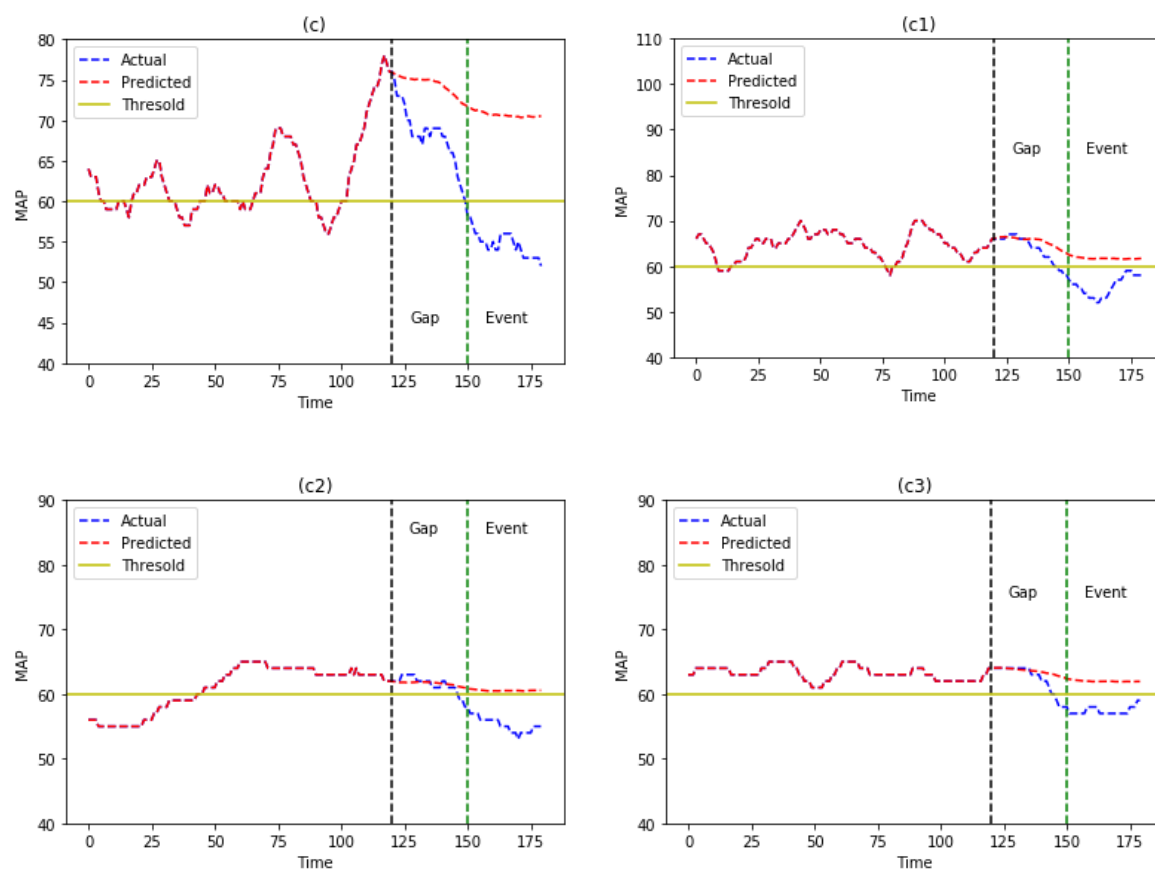 (c)
80
75
70
65
60
55
50
45
40
MAP
Actual
Predicted
Thresold
Gap
Event
0 25 50 75 100 125 150 175
Time
(c1)
110
100
90
80
70
60
50
40
MAP
Actual
Predicted
Thresold
Gap
Event
0 25 50 75 100 125 150 175
Time
(c2)
90
80
70
60
50
40
MAP
Actual
Predicted
Thresold
Gap
Event
0 25 50 75 100 125 150 175
Time
(c3)
90
80
70
60
50
40
MAP
Actual
Predicted
Thresold
Gap
Event
0 25 50 75 100 125 150 175
Time